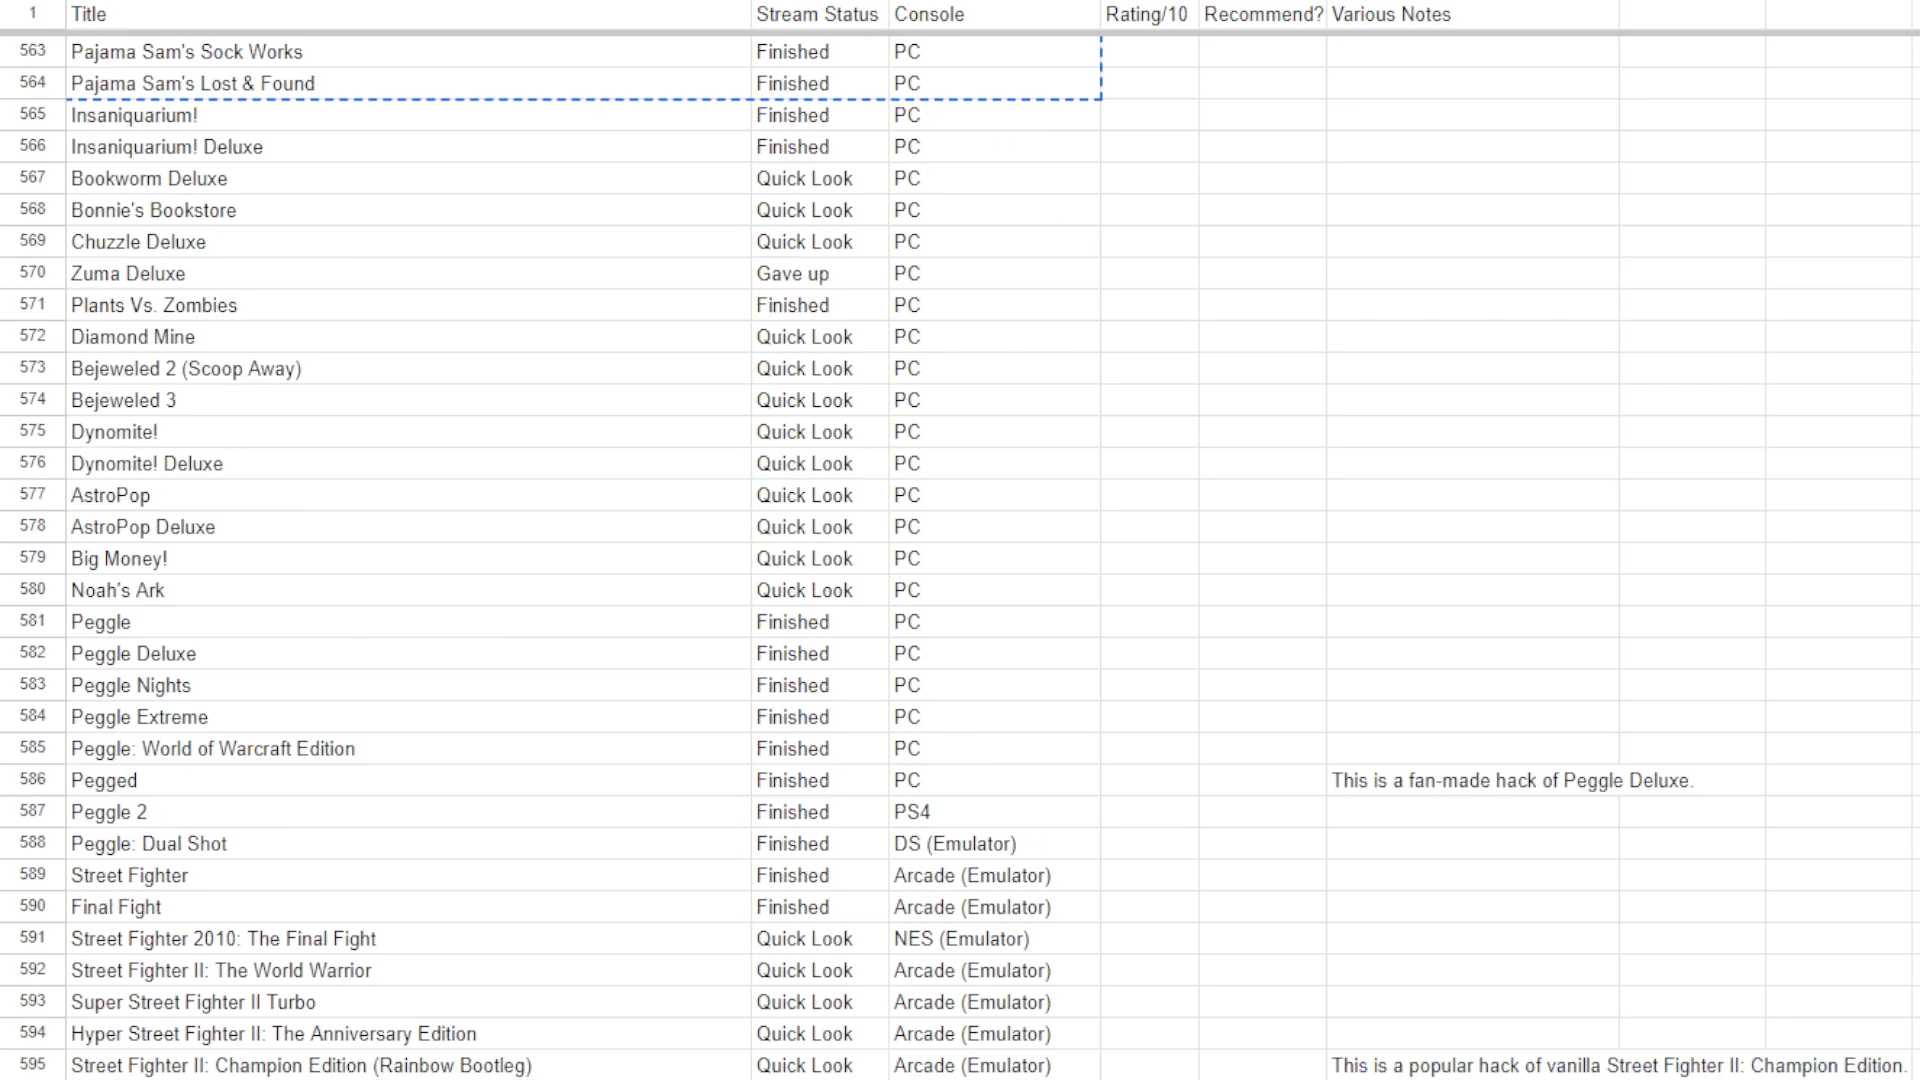 1 Title Stream Status Console Rating/10 Recommend? Various Notes
563 Pajama Sam's Sock Works Finished PC
564 Pajama Sam's Lost & Found Finished PC
565 Insaniquarium! Finished PC
566 Insaniquarium! Deluxe Finished PC
567 Bookworm Deluxe Quick Look PC
568 Bonnie's Bookstore Quick Look PC
569 Chuzzle Deluxe Quick Look PC
570 Zuma Deluxe Gave up PC
571 Plants Vs. Zombies Finished PC
572 Diamond Mine Quick Look PC
573 Bejeweled 2 (Scoop Away) Quick Look PC
574 Bejeweled 3 Quick Look PC
575 Dynomite! Quick Look PC
576 Dynomite! Deluxe Quick Look PC
577 AstroPop Quick Look PC
578 AstroPop Deluxe Quick Look PC
579 Big Money! Quick Look PC
580 Noah's Ark Quick Look PC
581 Peggle Finished PC
582 Peggle Deluxe Finished PC
583 Peggle Nights Finished PC
584 Peggle Extreme Finished PC
585 Peggle: World of Warcraft Edition Finished PC
586 Pegged Finished PC This is a fan-made hack of Peggle Deluxe.
587 Peggle 2 Finished PS4
588 Peggle: Dual Shot Finished DS (Emulator)
589 Street Fighter Finished Arcade (Emulator)
590 Final Fight Finished Arcade (Emulator)
591 Street Fighter 2010: The Final Fight Quick Look NES (Emulator)
592 Street Fighter II: The World Warrior Quick Look Arcade (Emulator)
593 Super Street Fighter II Turbo Quick Look Arcade (Emulator)
594 Hyper Street Fighter II: The Anniversary Edition Quick Look Arcade (Emulator)
595 Street Fighter II: Champion Edition (Rainbow Bootleg) Quick Look Arcade (Emulator) This is a popular hack of vanilla Street Fighter II: Champion Edition.